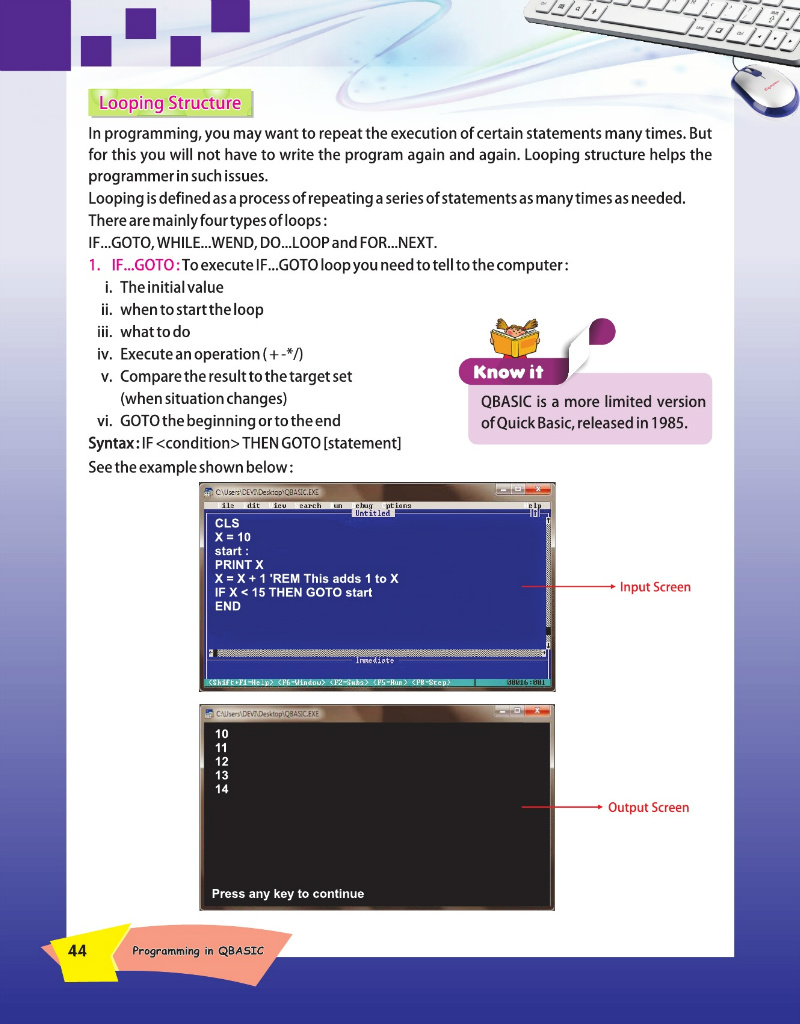 Looping Structure
In programming, you may want to repeat the execution of certain statements many times. But
for this you will not have to write the program again and again. Looping structure helps the
programmer in such issues.
Looping is defined as a process of repeating a series of statements as many times as needed.
There are mainly four types of loops :
IF...GOTO, WHILE...WEND, DO...LOOP and FOR...NEXT.
1. IF...GOTO : To execute IF...GOTO loop you need to tell to the computer :
i. The initial value
ii. when to start the loop
iii. what to do
iv. Execute an operation ( + -*/)
v. Compare the result to the target set
(when situation changes)
vi. GOTO the beginning or to the end
Know it
QBASIC is a more limited version
of Quick Basic, released in 1985.
Syntax : IF <condition> THEN GOTO [statement]
See the example shown below :
C:\Users\DEVI\Desktop\QBASIC.EXE
ile dit iew earch un ebug ptions elp
Untitled
CLS
X = 10
start :
PRINT X
X = X + 1 'REM This adds 1 to X
IF X < 15 THEN GOTO start
END
Input Screen
Immediate
<Shift+F1=Help> <F6=Window> <F2=Subs> <F5=Run> <F8=Step>
C:\Users\DEVI\Desktop\QBASIC.EXE
10
11
12
13
14
Output Screen
Press any key to continue
44 Programming in QBASIC